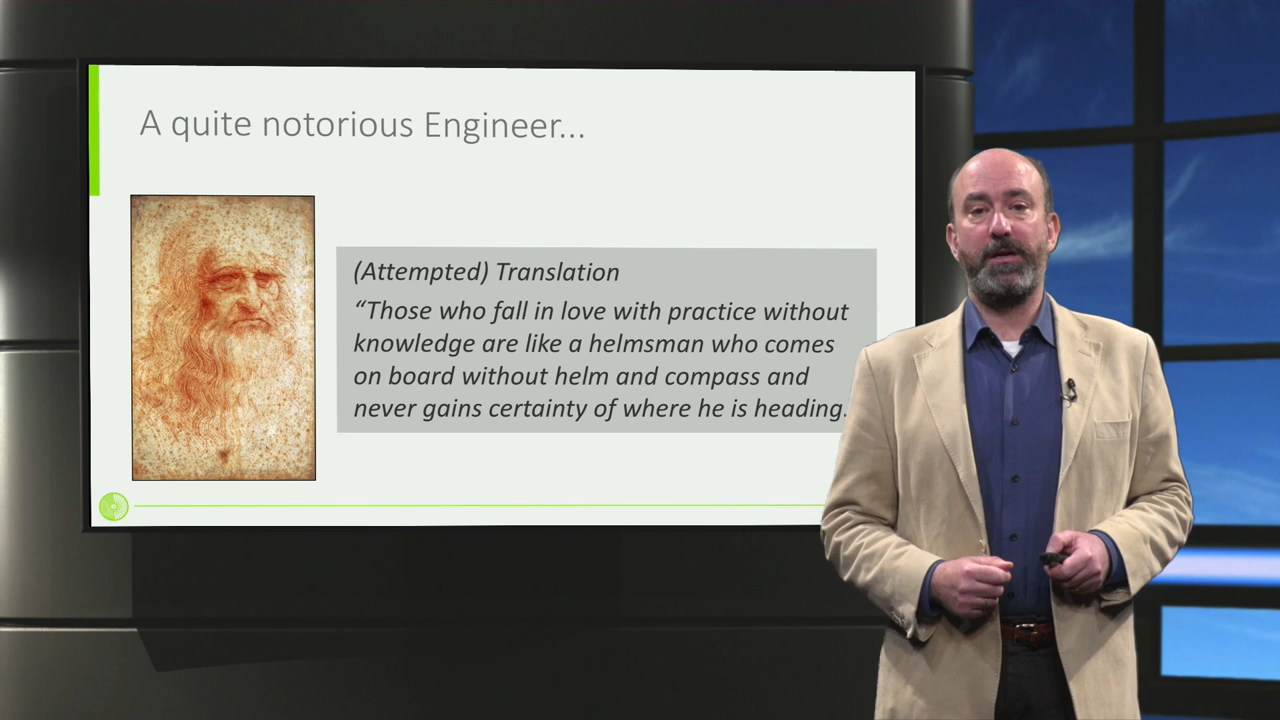 A quite notorious Engineer...
(Attempted) Translation
“Those who fall in love with practice without
knowledge are like a helmsman who comes
on board without helm and compass and
never gains certainty of where he is heading.